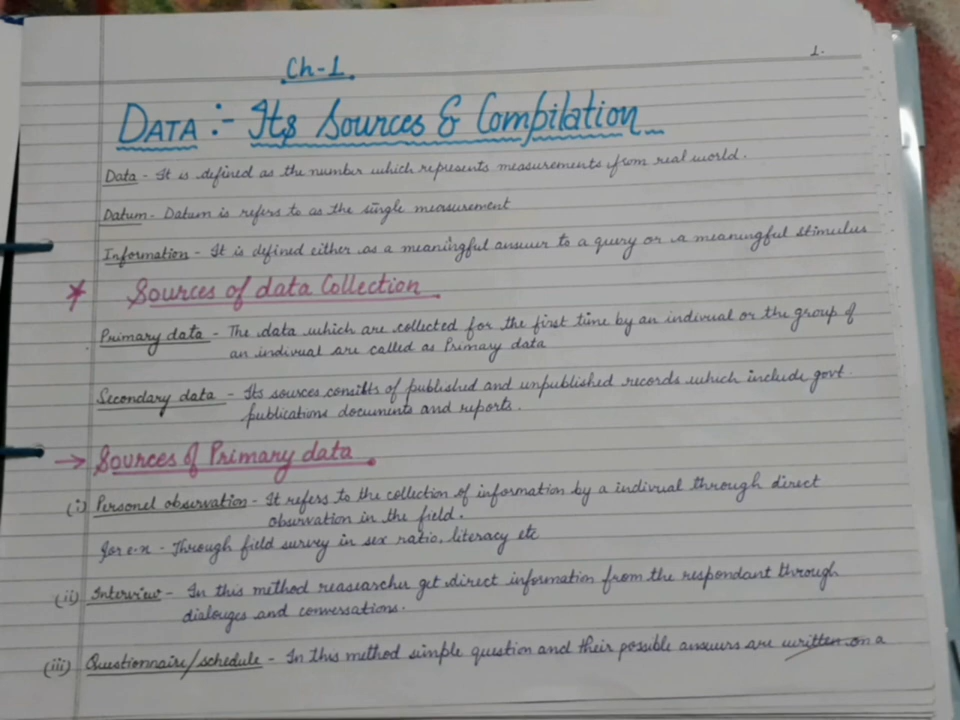 1.
Ch-1
DATA :- Its Sources & Compilation
Data - It is defined as the number which represents measurements from real world.
Datum - Datum is refers to as the single measurement
Information - It is defined either as a meaningful answer to a query or a meaningful stimulus
* Sources of data Collection
Primary data - The data which are collected for the first time by an indivual or the group of
an indivual are called as Primary data
Secondary data - Its sources consists of published and unpublished records which include govt.
publications documents and reports.
→ Sources of Primary data
(i) Personel observation - It refers to the collection of information by a indivual through direct
observation in the field.
for e.x - Through field survey in sex ratio, literacy etc
(ii) Interview - In this method reasearcher get direct information from the respondant through
dialouges and conversations.
(iii) Questionnaire/schedule - In this method simple question and their possible answers are written on a